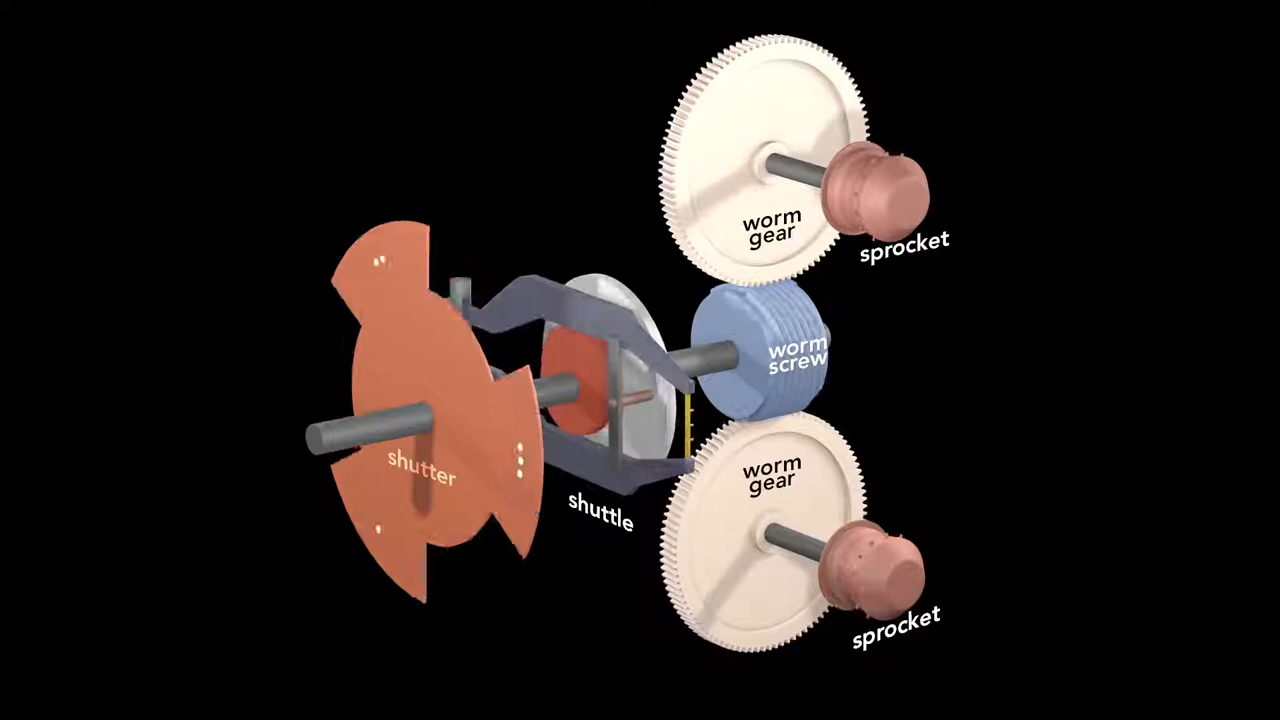 worm
gear
sprocket
worm
screw
shutter
worm
gear
shuttle
sprocket